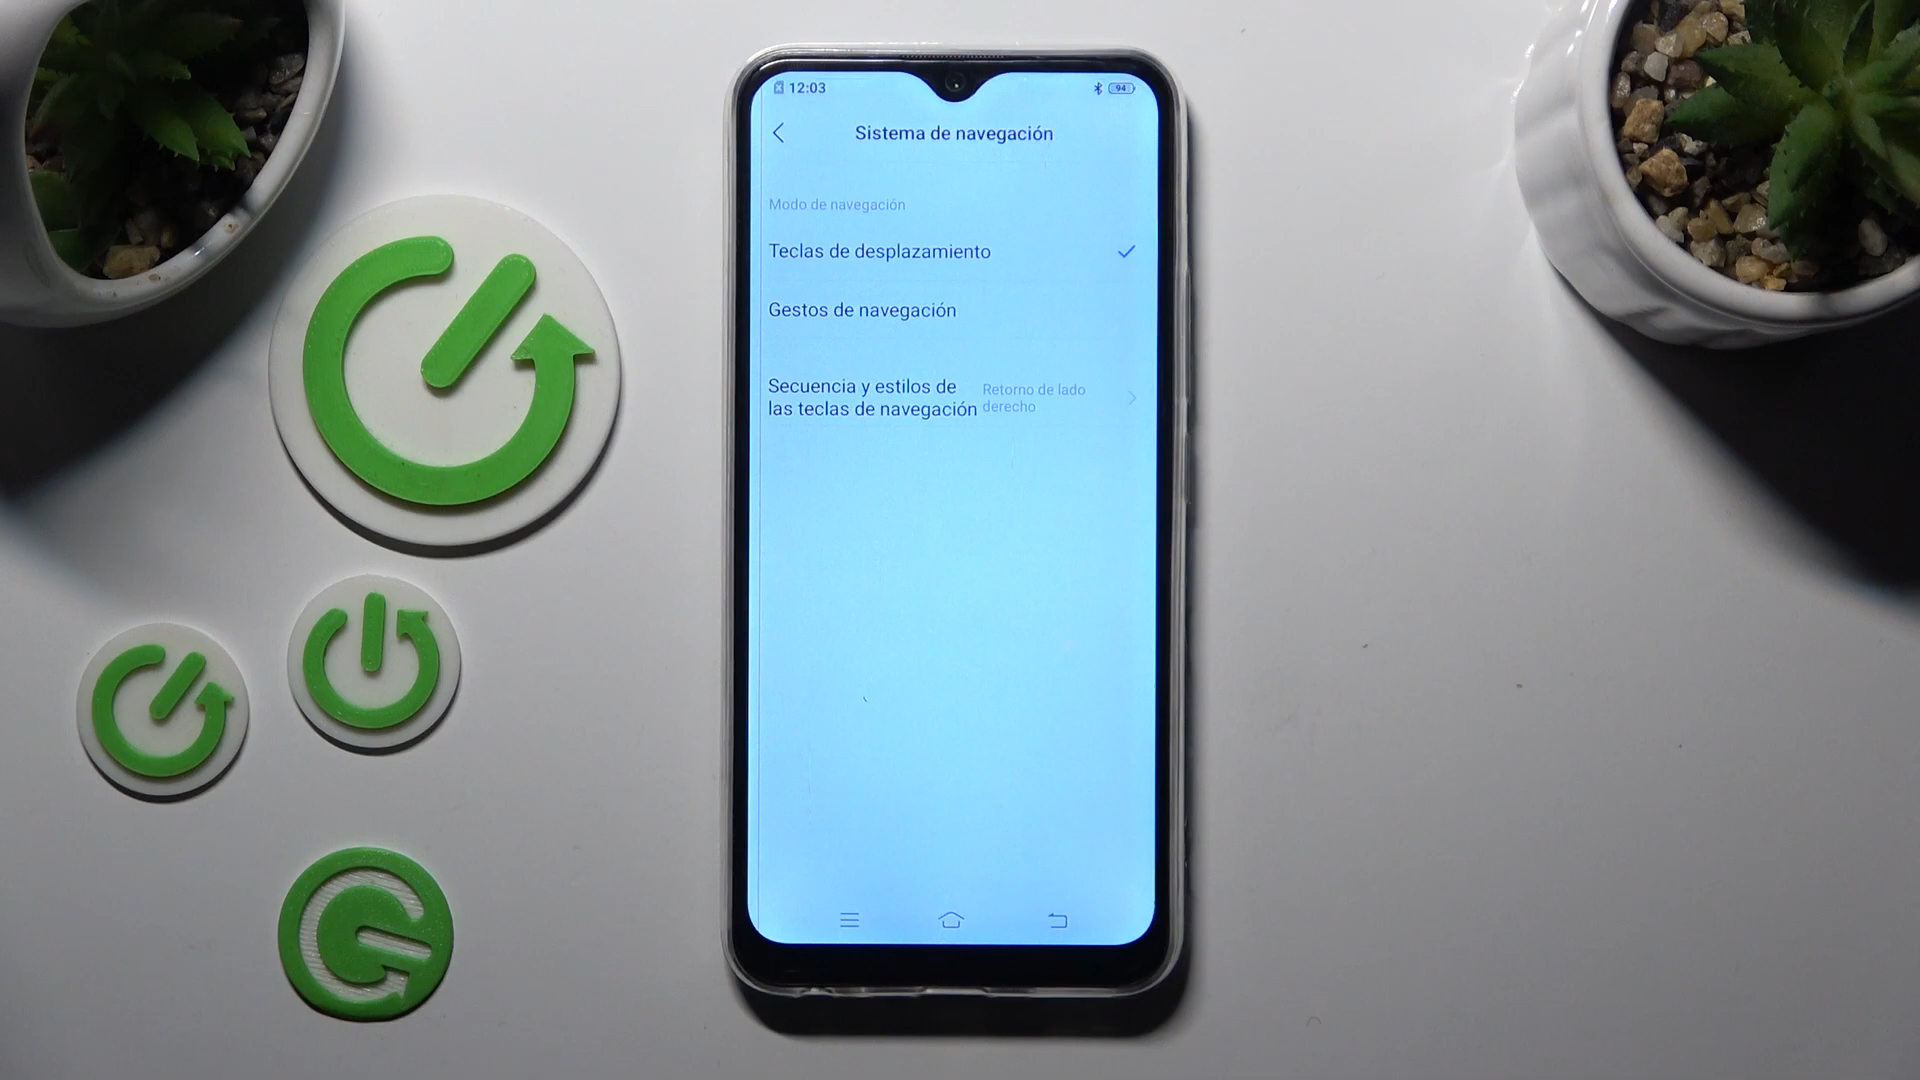 12:03
94
Sistema de navegación
Modo de navegación
Teclas de desplazamiento
Gestos de navegación
Secuencia y estilos de
las teclas de navegación
Retorno de lado
derecho